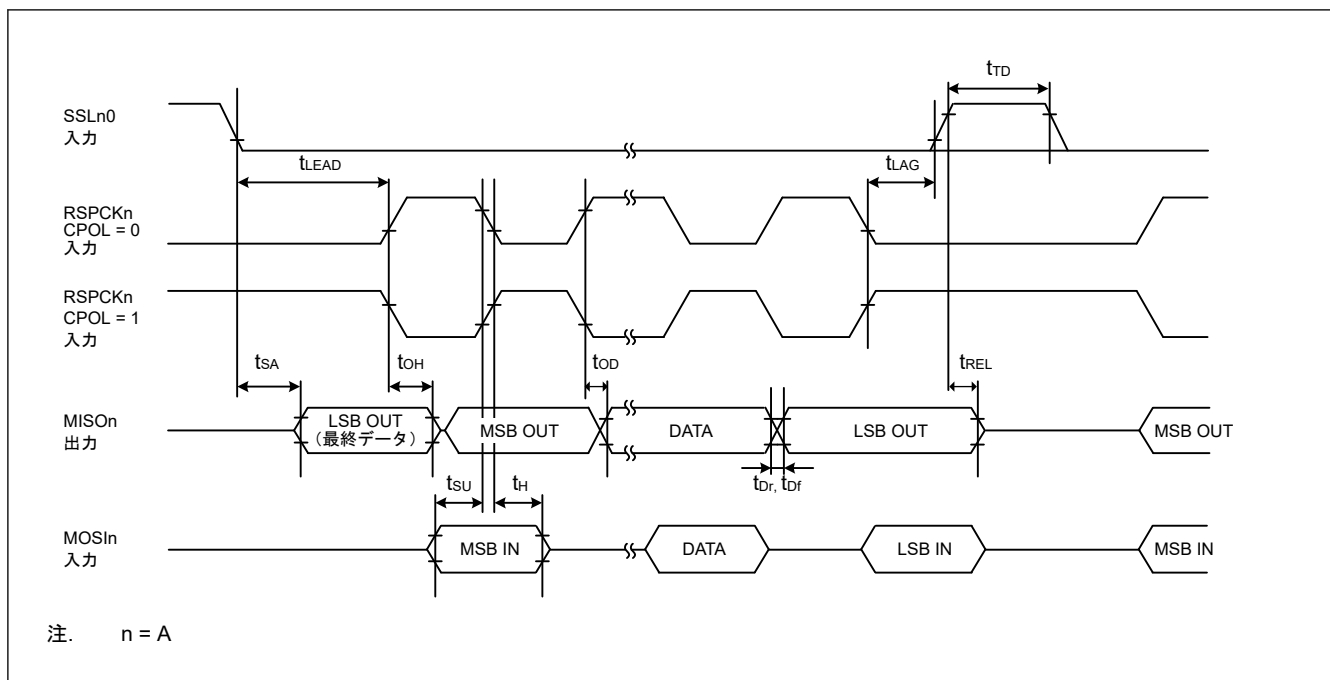 tTD
SSLn0
入力
tLEAD
tLAG
RSPCKn
CPOL = 0
入力
RSPCKn
CPOL = 1
入力
tSA
tOH
tOD
tREL
MISOn
出力
LSB OUT
(最終データ)
MSB OUT
DATA
LSB OUT
MSB OUT
tSU
tH
tDr, tDf
MOSIn
入力
MSB IN
DATA
LSB IN
MSB IN
注. n = A